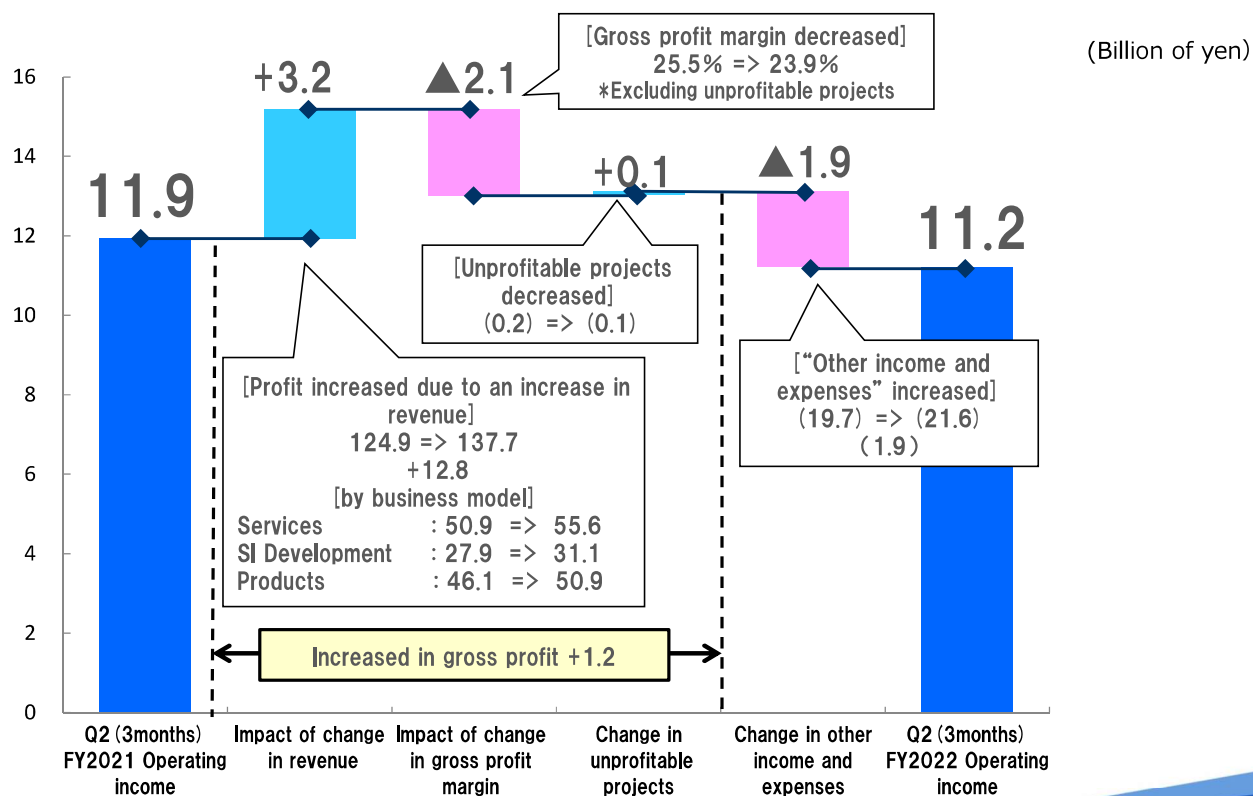 (Billion of yen)
[Gross profit margin decreased]
25.5% => 23.9%
*Excluding unprofitable projects
16
14
12
10
8
6
4
2
0
11.9
+3.2
▲2.1
+0.1
▲1.9
11.2
[Unprofitable projects
decreased]
(0.2) => (0.1)
["Other income and
expenses" increased]
(19.7) => (21.6)
(1.9)
[Profit increased due to an increase in
revenue]
124.9 => 137.7
+12.8
[by business model]
Services : 50.9 => 55.6
SI Development : 27.9 => 31.1
Products : 46.1 => 50.9
Increased in gross profit +1.2
Q2 (3months)
FY2021 Operating
income
Impact of change
in revenue
Impact of change
in gross profit
margin
Change in
unprofitable
projects
Change in other
income and
expenses
Q2 (3months)
FY2022 Operating
income